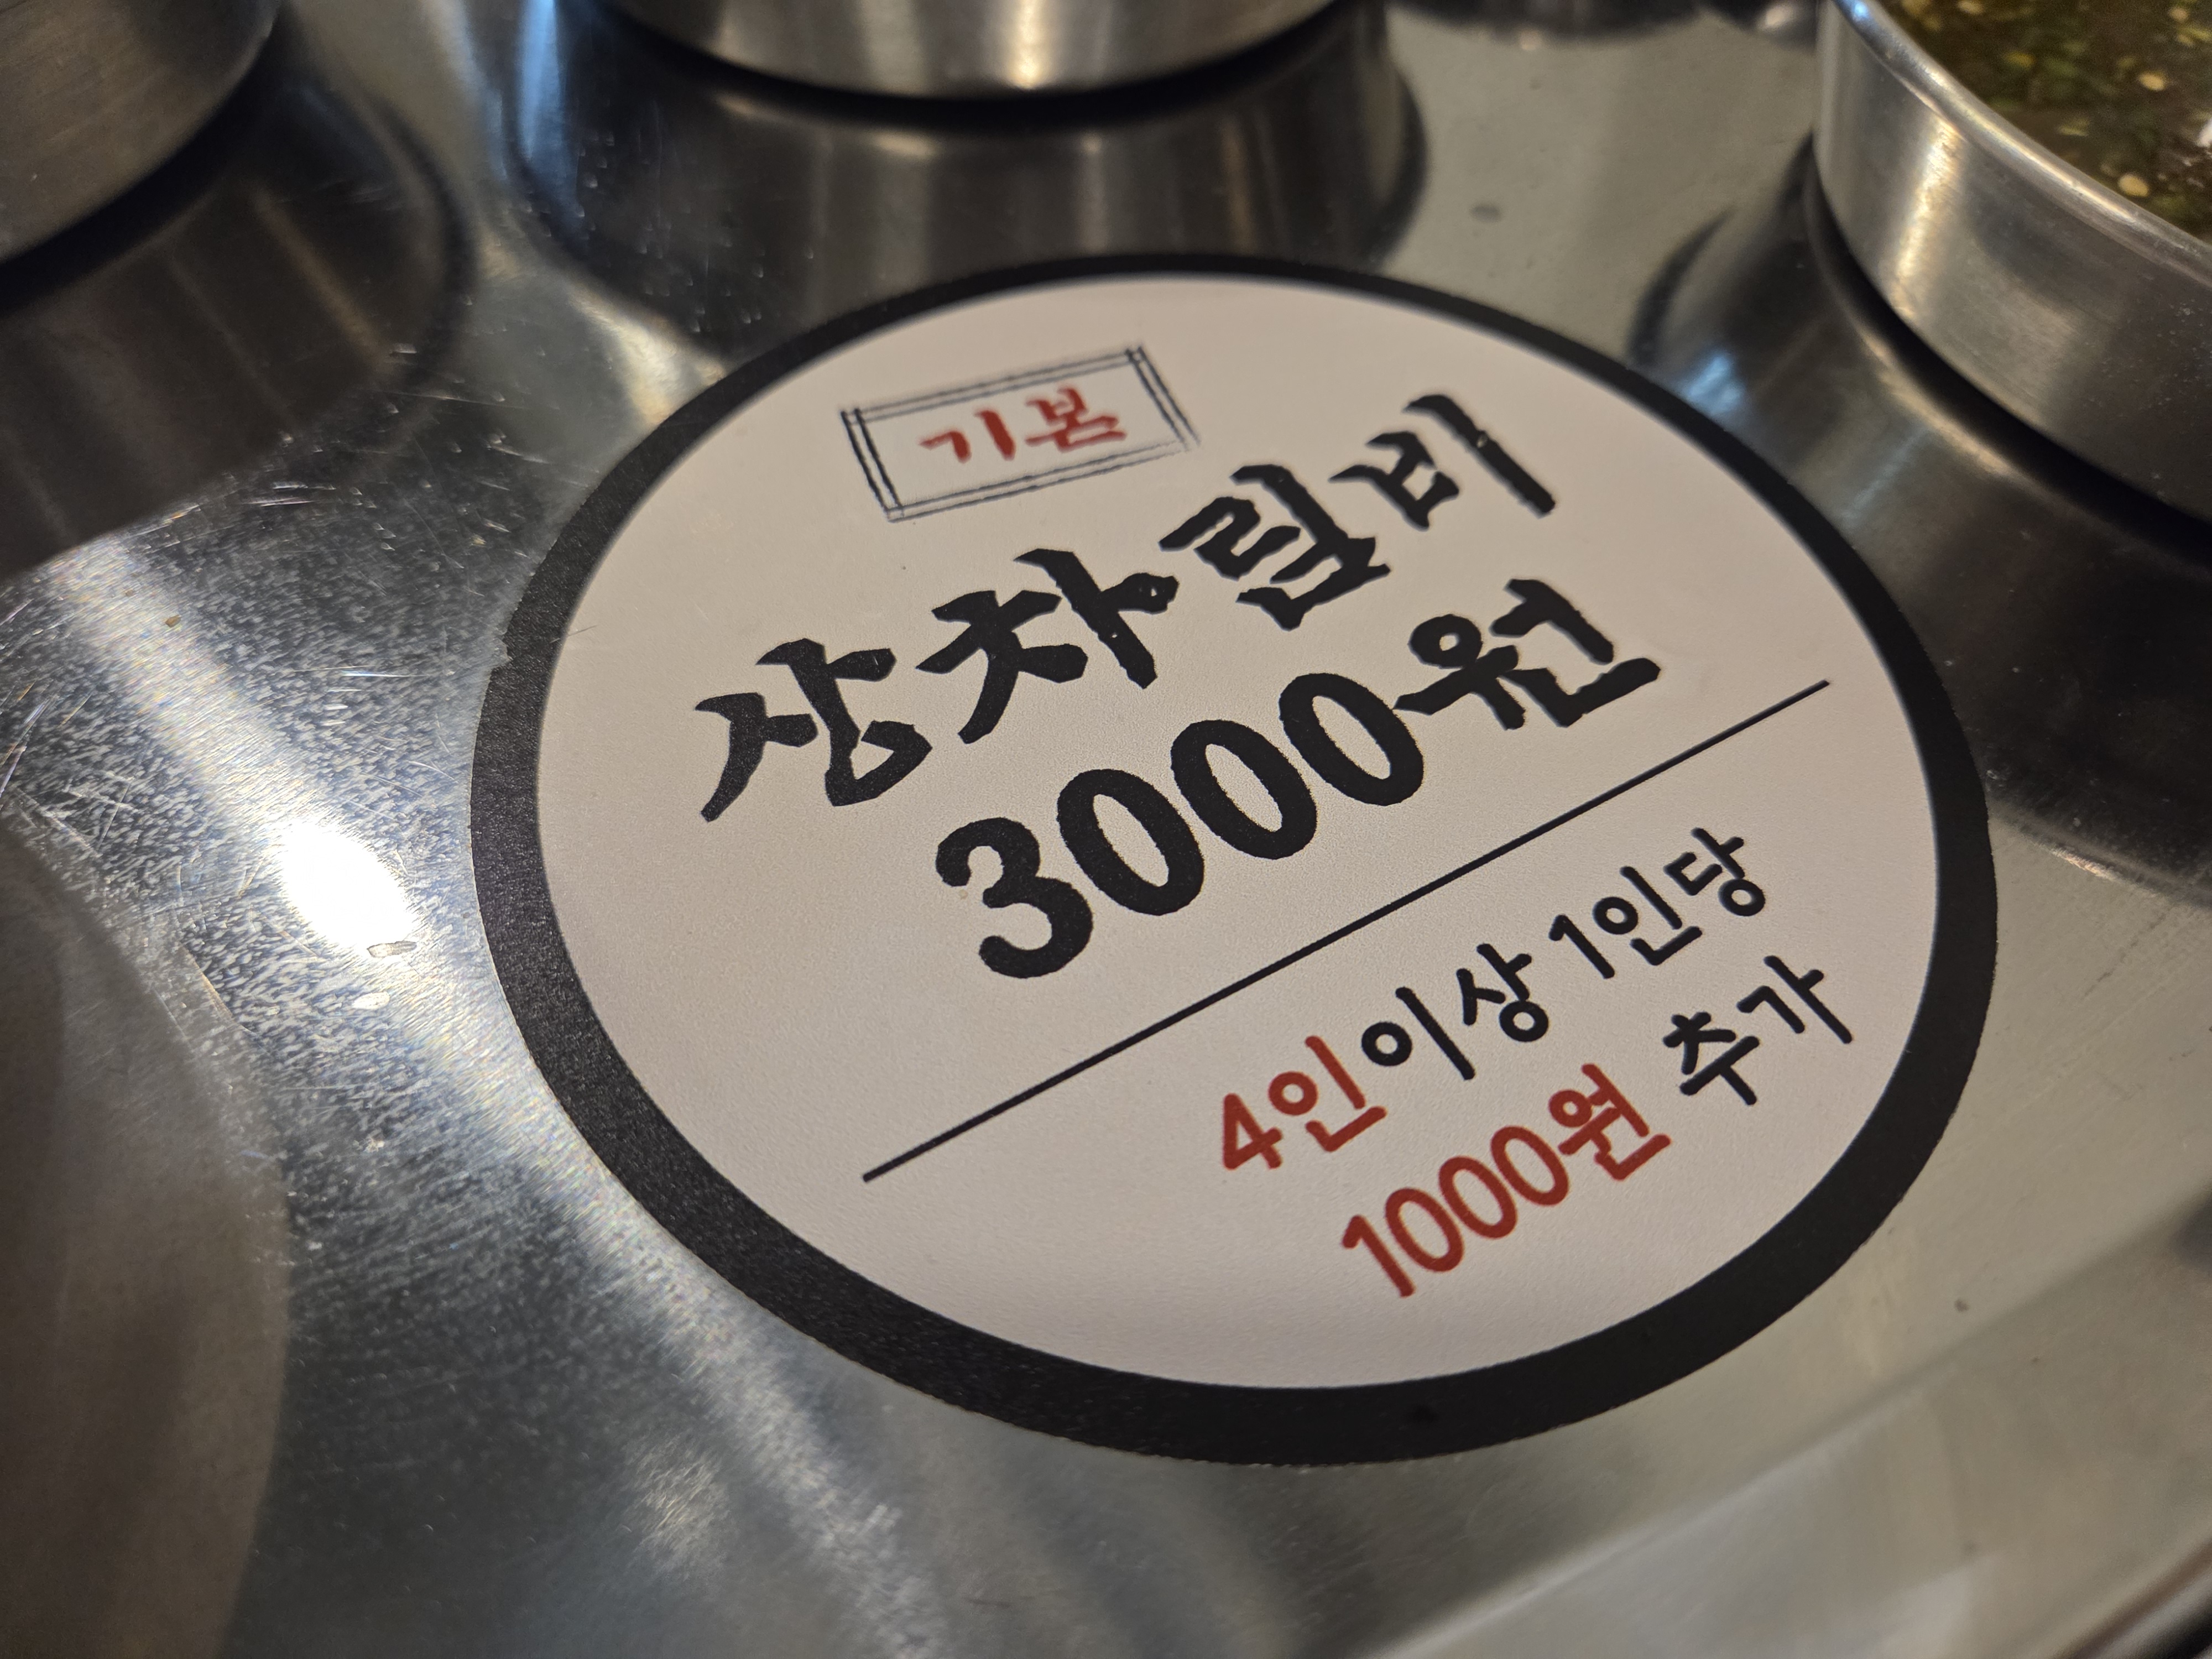 기본
상차림비
3000원
4인이상 1인당
1000원 추가